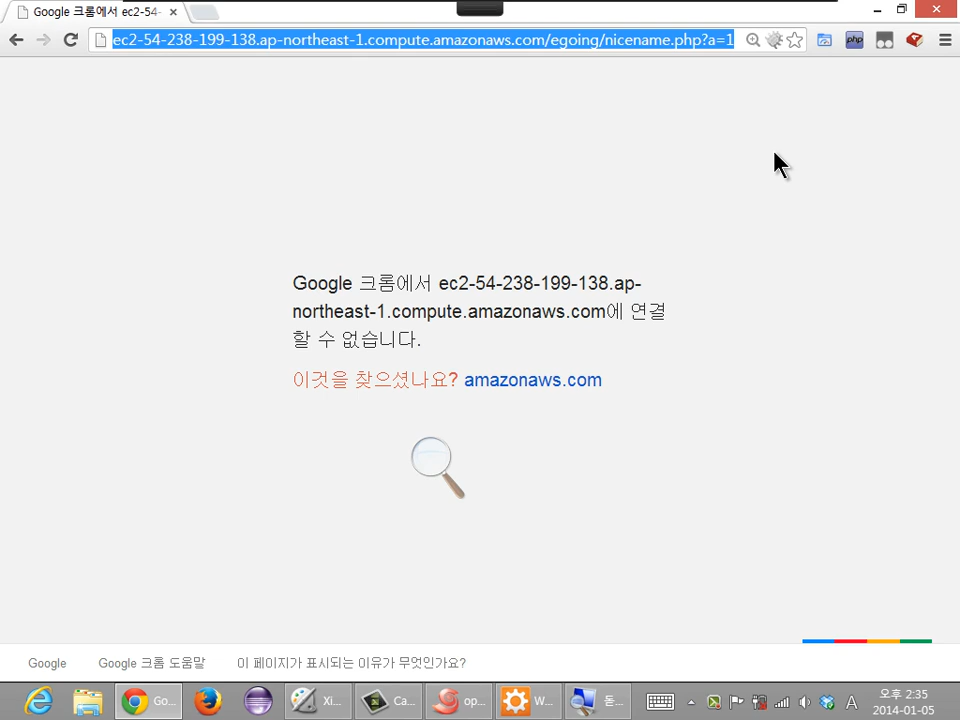 Google 크롬에서 ec2-54-
ec2-54-238-199-138.ap-northeast-1.compute.amazonaws.com/egoing/nicename.php?a=1
php
Google 크롬에서 ec2-54-238-199-138.ap-
northeast-1.compute.amazonaws.com에 연결
할 수 없습니다.
이것을 찾으셨나요? amazonaws.com
Google
Google 크롬 도움말
이 페이지가 표시되는 이유가 무엇인가요?
Go...
Xi...
Ca...
op...
W...
돋...
A
오후 2:35
2014-01-05